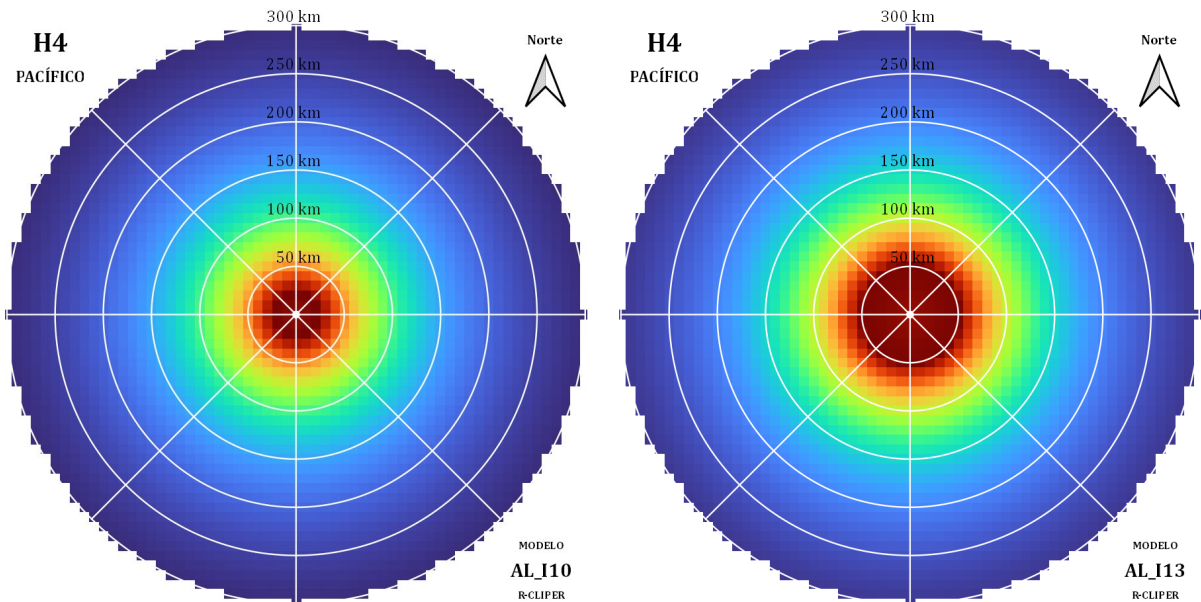 H4
PACÍFICO
Norte
300 km
250 km
200 km
150 km
100 km
50 km
MODELO
AL_I10
R-CLIPER
H4
PACÍFICO
Norte
300 km
250 km
200 km
150 km
100 km
50 km
MODELO
AL_I13
R-CLIPER